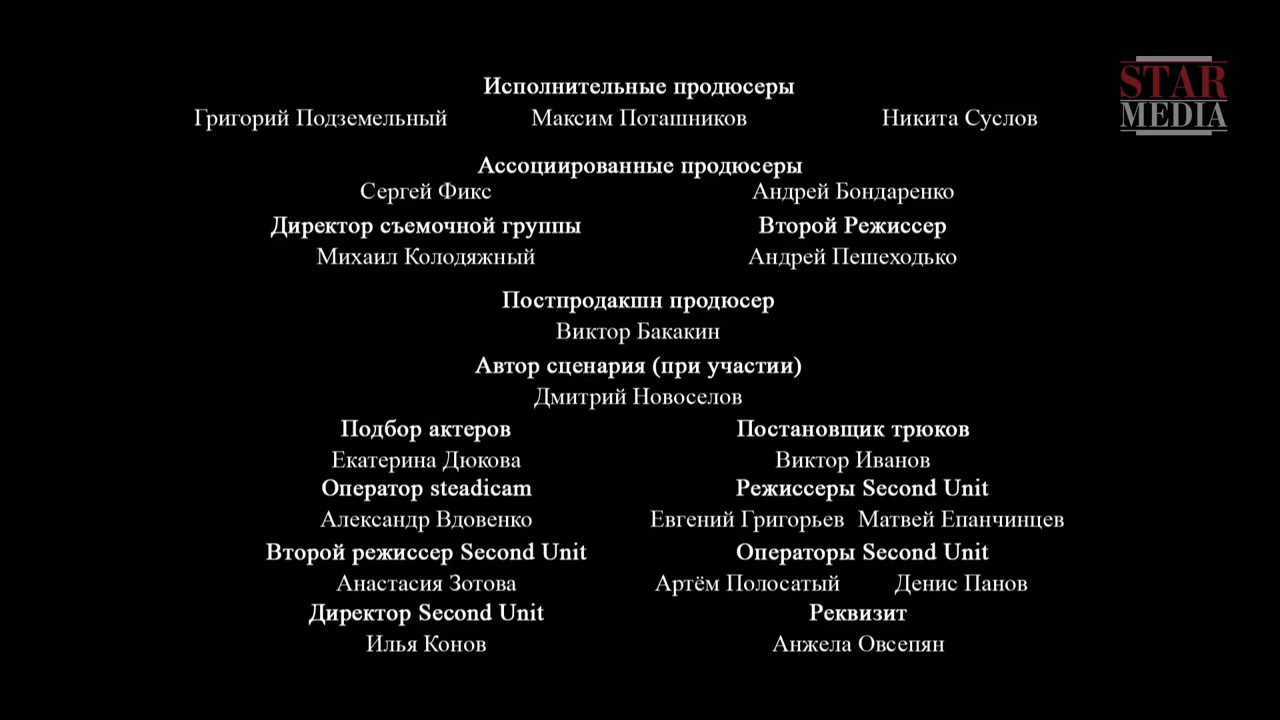 STAR
MEDIA
Исполнительные продюсеры
Григорий Подземельный Максим Поташников Никита Суслов
Ассоциированные продюсеры
Сергей Фикс Андрей Бондаренко
Директор съемочной группы Второй Режиссер
Михаил Колодяжный Андрей Пешеходько
Постпродакшн продюсер
Виктор Бакакин
Автор сценария (при участии)
Дмитрий Новоселов
Подбор актеров Постановщик трюков
Екатерина Дюкова Виктор Иванов
Оператор steadicam Режиссеры Second Unit
Александр Вдовенко Евгений Григорьев Матвей Епанчинцев
Второй режиссер Second Unit Операторы Second Unit
Анастасия Зотова Артём Полосатый Денис Панов
Директор Second Unit Реквизит
Илья Конов Анжела Овсепян